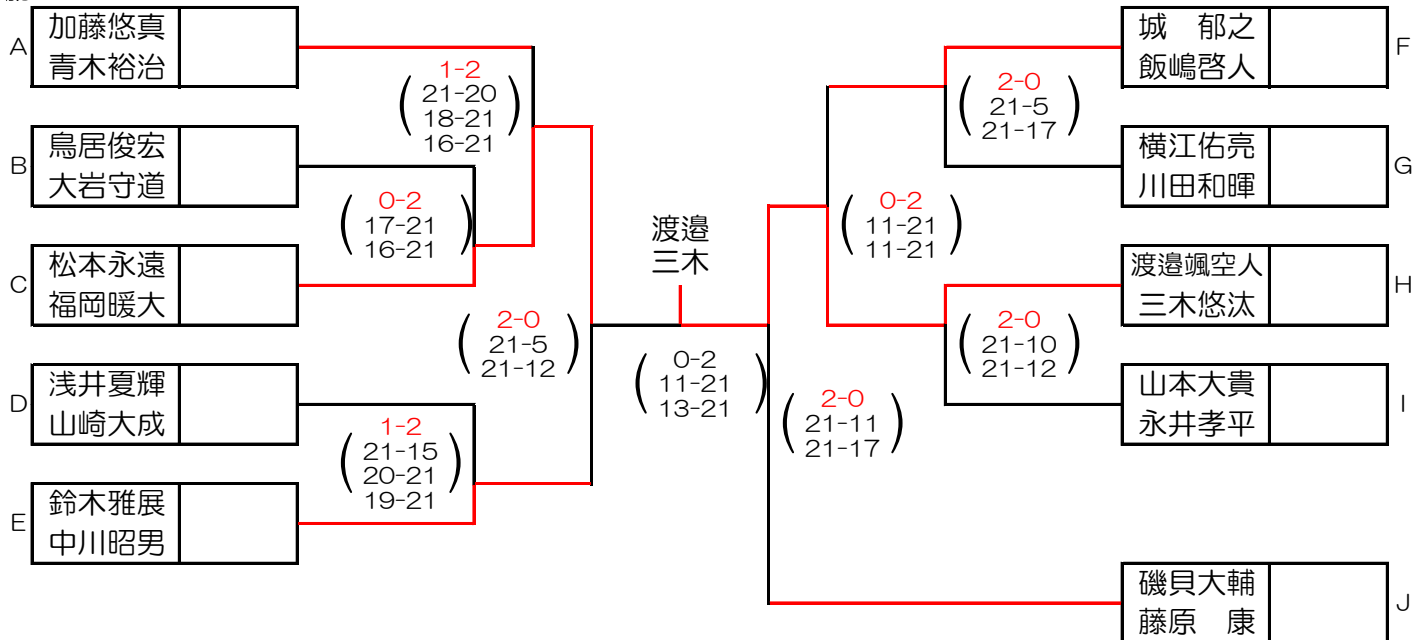 A
加藤悠真
青木裕治
B
鳥居俊宏
大岩守道
C
松本永遠
福岡暖大
D
浅井夏輝
山崎大成
E
鈴木雅展
中川昭男
1-2
21-20
18-21
16-21
0-2
17-21
16-21
2-0
21-5
21-12
1-2
21-15
20-21
19-21
渡邉
三木
0-2
11-21
13-21
2-0
21-5
21-17
0-2
11-21
11-21
2-0
21-10
21-12
2-0
21-11
21-17
城 郁之
飯嶋啓人
F
横江佑亮
川田和暉
G
渡邉颯空人
三木悠汰
H
山本大貴
永井孝平
I
磯貝大輔
藤原 康
J